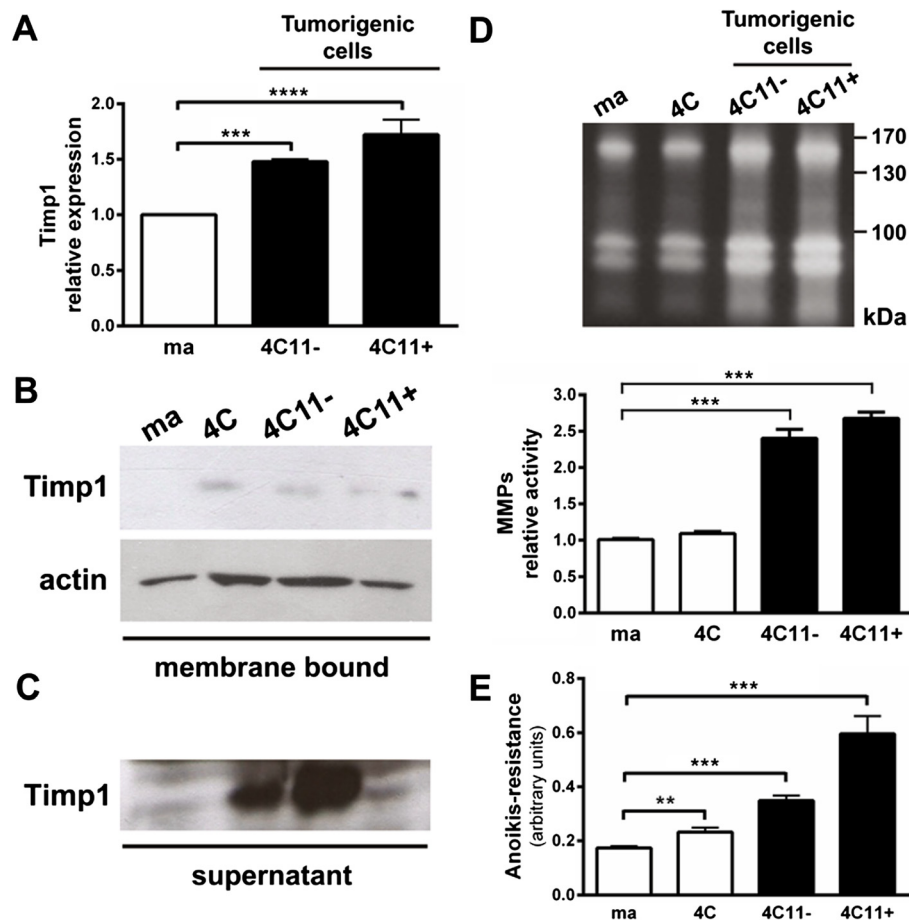 A
Tumorigenic
cells
Timp1
relative expression
2.0
1.5
1.0
0.5
0.0
***
****
ma
4C11-
4C11+
B
ma
4C
4C11-
4C11+
Timp1
actin
membrane bound
C
Timp1
supernatant
D
Tumorigenic
cells
ma
4C
4C11-
4C11+
170
130
100
kDa
MMPs
relative activity
3.0
2.5
2.0
1.0
0.5
0.0
***
***
ma
4C
4C11-
4C11+
E
Anoikis-resistance
(arbitrary units)
0.8
0.6
0.4
0.2
0.0
***
***
**
ma
4C
4C11-
4C11+